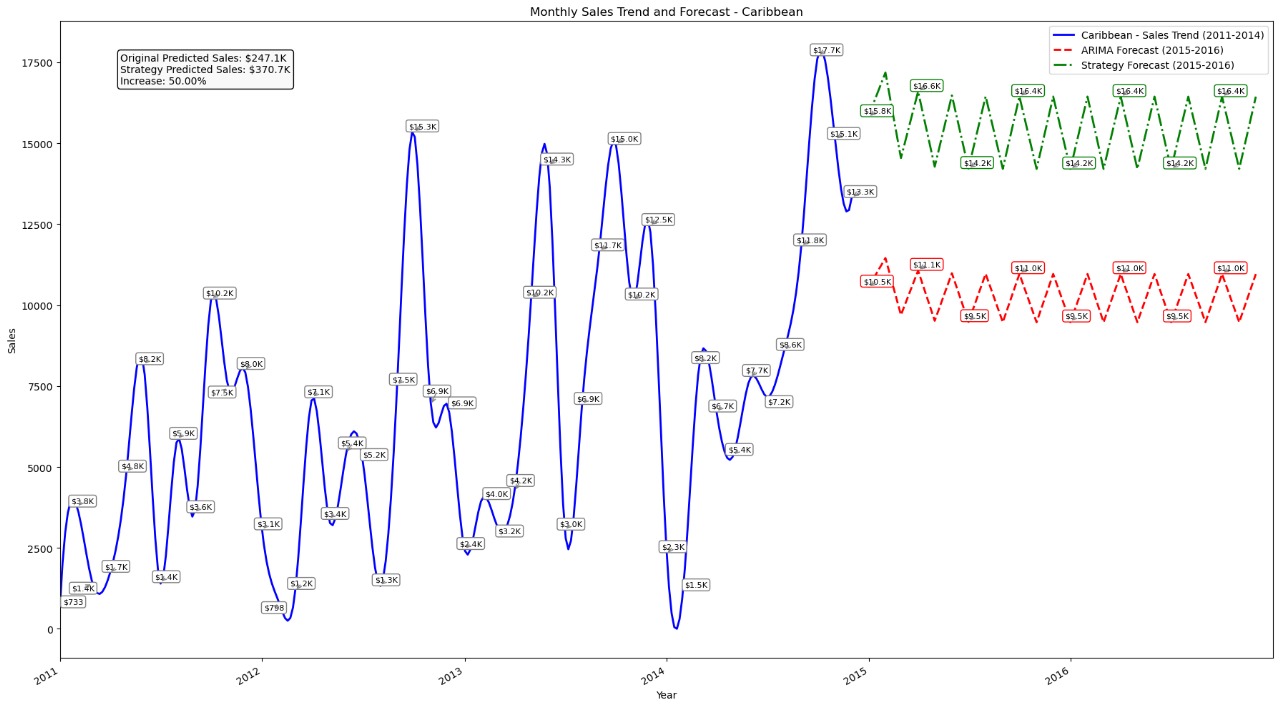 Monthly Sales Trend and Forecast - Caribbean
Original Predicted Sales: $247.1K
Strategy Predicted Sales: $370.7K
Increase: 50.00%
Caribbean - Sales Trend (2011-2014)
ARIMA Forecast (2015-2016)
Strategy Forecast (2015-2016)
Sales
17500
15000
12500
10000
7500
5000
2500
0
$733
$3.8K
$1.4K
$1.7K
$4.8K
$8.2K
$1.4K
$5.9K
$3.6K
$10.2K
$7.5K
$8.0K
$3.1K
$798
$1.2K
$7.1K
$3.4K
$5.4K
$5.2K
$1.3K
$7.5K
$15.3K
$6.9K
$6.9K
$2.4K
$4.0K
$3.2K
$4.2K
$10.2K
$14.3K
$3.0K
$6.9K
$11.7K
$15.0K
$10.2K
$12.5K
$2.3K
$1.5K
$8.2K
$6.7K
$5.4K
$7.7K
$7.2K
$8.6K
$11.8K
$17.7K
$15.1K
$13.3K
$15.8K
$16.6K
$14.2K
$16.4K
$14.2K
$16.4K
$14.2K
$16.4K
$10.5K
$11.1K
$9.5K
$11.0K
$9.5K
$11.0K
$9.5K
$11.0K
2011
2012
2013
2014
2015
2016
Year